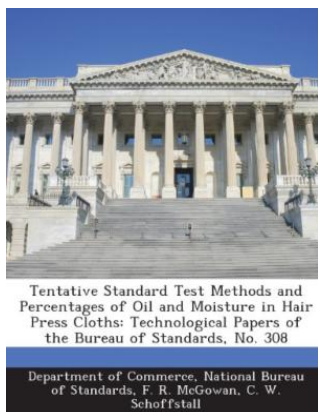 Tentative Standard Test Methods and
Percentages of Oil and Moisture in Hair
Press Cloths: Technological Papers of
the Bureau of Standards, No. 308
Department of Commerce, National Bureau
of Standards, F. R. McGowan, C. W.
Schoffstall